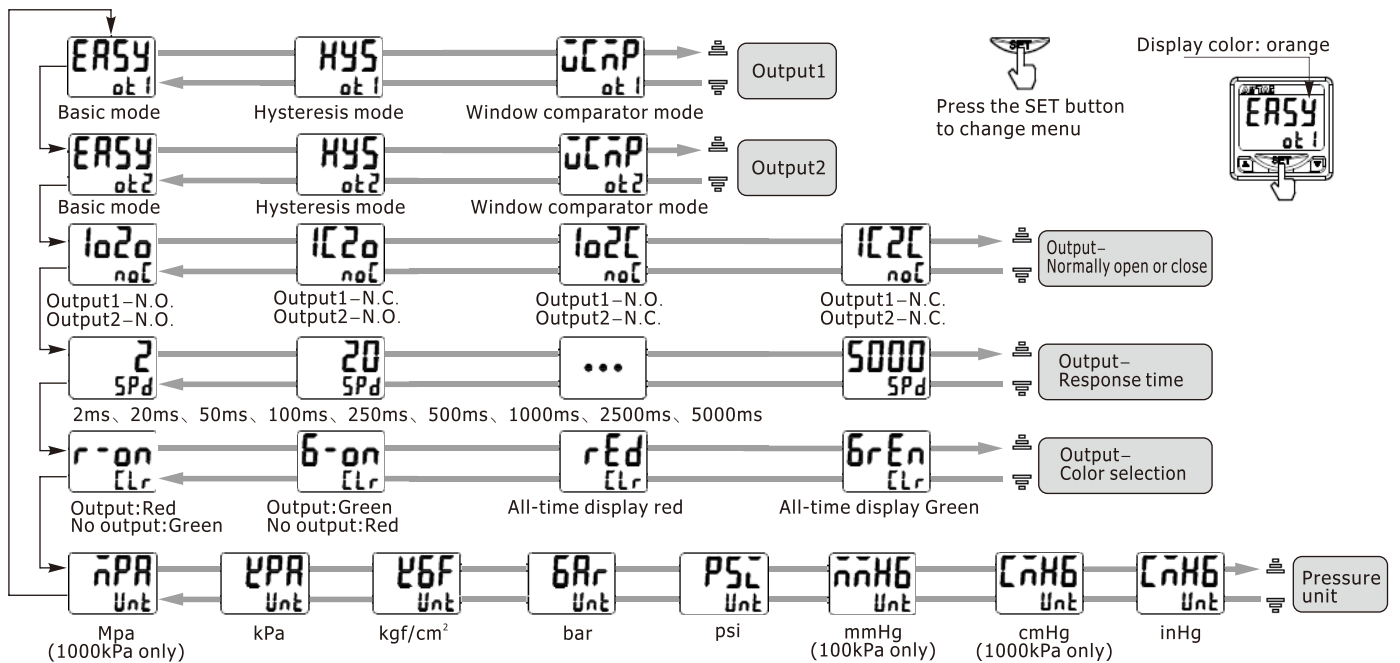 EASY
ot1
Basic mode
HYS
ot1
Hysteresis mode
ot1
Window comparator mode
Output1
SET
Press the SET button
to change menu
Display color: orange
EASY
ot1
SET
EASY
ot2
Basic mode
HYS
ot2
Hysteresis mode
ot2
Window comparator mode
Output2
1o2o
noC
Output1–N.O.
Output2–N.O.
1C2o
noC
Output1–N.C.
Output2–N.O.
1o2C
noC
Output1–N.O.
Output2–N.C.
1C2C
noC
Output1–N.C.
Output2–N.C.
Output–
Normally open or close
2
SPd
20
SPd
•••
5000
SPd
Output–
Response time
2ms、20ms、50ms、100ms、250ms、500ms、1000ms、2500ms、5000ms
r-on
CLr
Output:Red
No output:Green
G-on
CLr
Output:Green
No output:Red
rEd
CLr
All-time display red
GrEn
CLr
All-time display Green
Output–
Color selection
Unt
Mpa
(1000kPa only)
Unt
kPa
Unt
kgf/cm²
bAr
Unt
bar
PSi
Unt
psi
Unt
mmHg
(100kPa only)
Unt
cmHg
(1000kPa only)
Unt
inHg
Pressure
unit